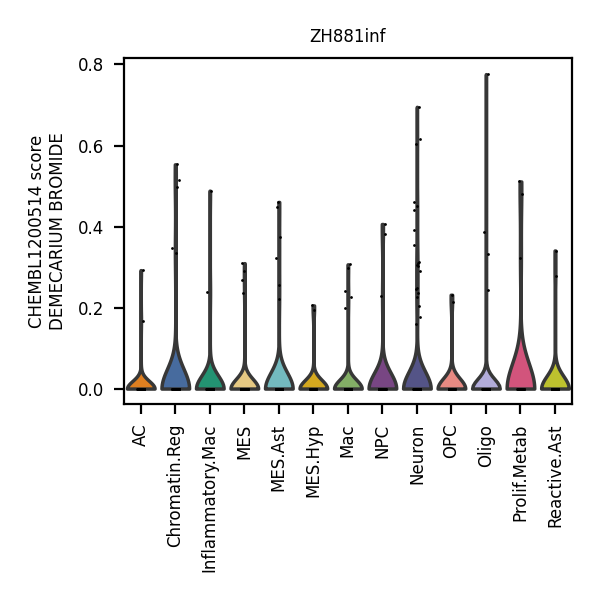 ZH881inf
CHEMBL1200514 score
DEMECARIUM BROMIDE
0.8
0.6
0.4
0.2
0.0
AC
Chromatin.Reg
Inflammatory.Mac
MES
MES.Ast
MES.Hyp
Mac
NPC
Neuron
OPC
Oligo
Prolif.Metab
Reactive.Ast